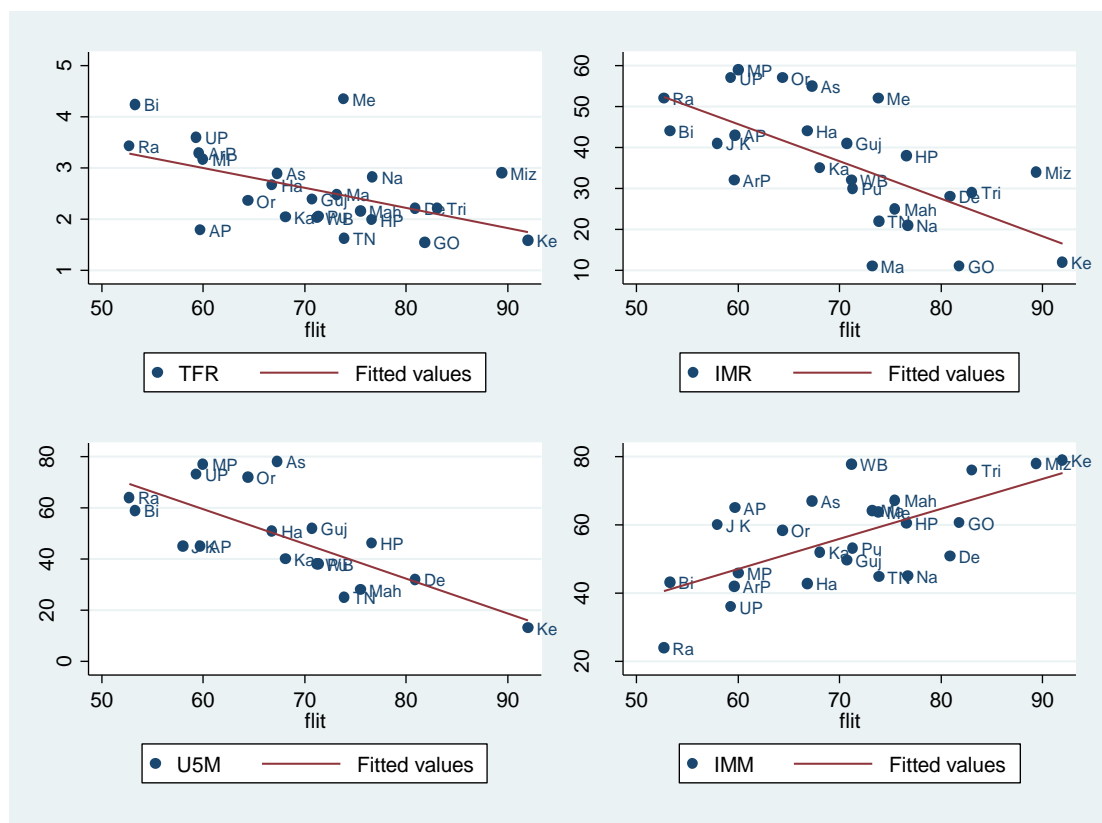 5
4
3
2
1
Me
Bi
UP
Ra
ArB
MP
As
Ha
Na
Miz
Or
Guj
Ma
AP
Ka
Pu
WB
Mah
HP
De
Tri
TN
GO
Ke
50 60 70 80 90
flit
TFR Fitted values
60
50
40
30
20
10
MP
UP
Or
As
Ra
Me
Bi
AP
Ha
J K
Guj
HP
Ka
ArP
WB
Pu
Miz
De
Tri
Mah
TN
Na
Ma
GO
Ke
50 60 70 80 90
flit
IMR Fitted values
80
60
40
20
0
MP
As
UP
Or
Ra
Bi
Ha
Guj
J K
AP
HP
Ka
WB
Pu
De
Mah
TN
Ke
50 60 70 80 90
flit
U5M Fitted values
80
60
40
20
WB
Tri
Miz
Ke
AP
As
Mah
Ma
Me
J K
Or
HP
GO
Ka
Pu
Guj
De
MP
Bi
ArP
Ha
TN
Na
UP
Ra
50 60 70 80 90
flit
IMM Fitted values